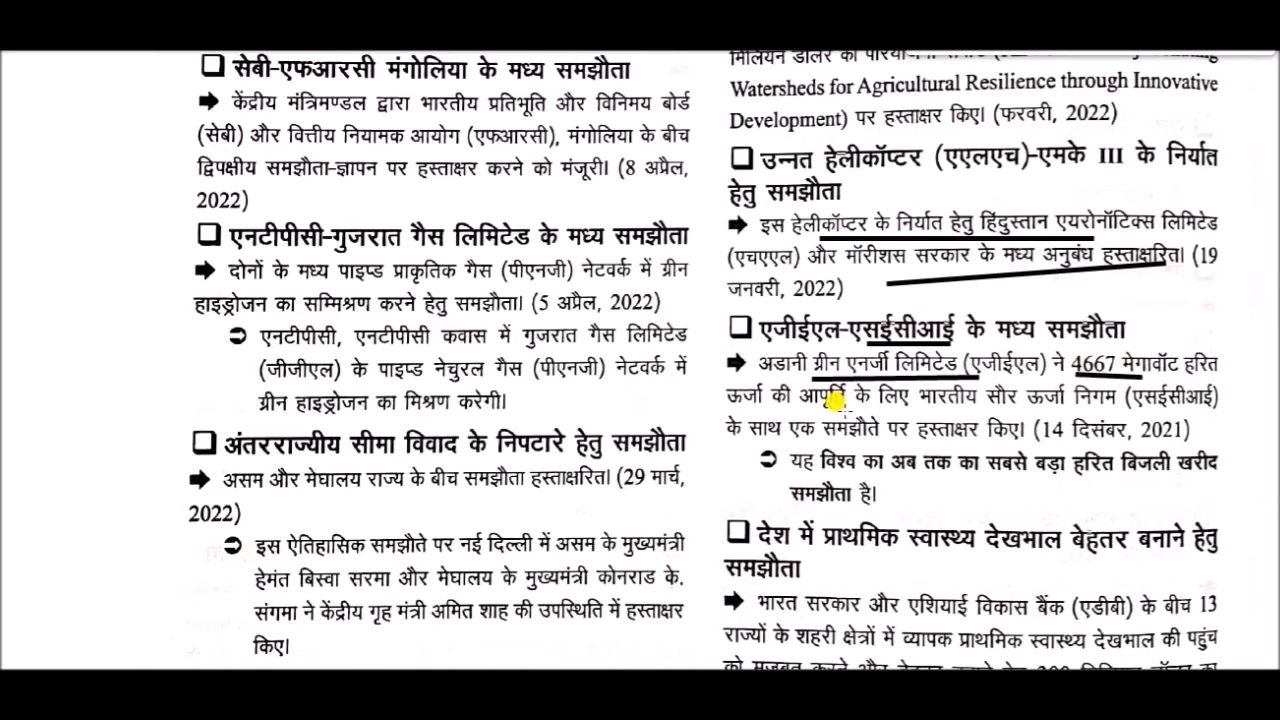 ❑ सेबी-एफआरसी मंगोलिया के मध्य समझौता
➡ केंद्रीय मंत्रिमण्डल द्वारा भारतीय प्रतिभूति और विनिमय बोर्ड
(सेबी) और वित्तीय नियामक आयोग (एफआरसी), मंगोलिया के बीच
द्विपक्षीय समझौता-ज्ञापन पर हस्ताक्षर करने को मंजूरी। (8 अप्रैल,
2022)
❑ एनटीपीसी-गुजरात गैस लिमिटेड के मध्य समझौता
➡ दोनों के मध्य पाइप्ड प्राकृतिक गैस (पीएनजी) नेटवर्क में ग्रीन
हाइड्रोजन का सम्मिश्रण करने हेतु समझौता। (5 अप्रैल, 2022)
➲ एनटीपीसी, एनटीपीसी कवास में गुजरात गैस लिमिटेड
(जीजीएल) के पाइप्ड नेचुरल गैस (पीएनजी) नेटवर्क में
ग्रीन हाइड्रोजन का मिश्रण करेगी।
❑ अंतरराज्यीय सीमा विवाद के निपटारे हेतु समझौता
➡ असम और मेघालय राज्य के बीच समझौता हस्ताक्षरित। (29 मार्च,
2022)
➲ इस ऐतिहासिक समझौते पर नई दिल्ली में असम के मुख्यमंत्री
हेमंत बिस्वा सरमा और मेघालय के मुख्यमंत्री कोनराड के.
संगमा ने केंद्रीय गृह मंत्री अमित शाह की उपस्थिति में हस्ताक्षर
किए।
मिलियन डॉलर की
Watersheds for Agricultural Resilience through Innovative
Development) पर हस्ताक्षर किए। (फरवरी, 2022)
❑ उन्नत हेलीकॉप्टर (एएलएच)-एमके III के निर्यात
हेतु समझौता
➡ इस हेलीकॉप्टर के निर्यात हेतु हिंदुस्तान एयरोनॉटिक्स लिमिटेड
(एचएएल) और मॉरीशस सरकार के मध्य अनुबंध हस्ताक्षरित। (19
जनवरी, 2022)
❑ एजीईएल-एसईसीआई के मध्य समझौता
➡ अडानी ग्रीन एनर्जी लिमिटेड (एजीईएल) ने 4667 मेगावॉट हरित
ऊर्जा की आपूर्ति के लिए भारतीय सौर ऊर्जा निगम (एसईसीआई)
के साथ एक समझौते पर हस्ताक्षर किए। (14 दिसंबर, 2021)
➲ यह विश्व का अब तक का सबसे बड़ा हरित बिजली खरीद
समझौता है।
❑ देश में प्राथमिक स्वास्थ्य देखभाल बेहतर बनाने हेतु
समझौता
➡ भारत सरकार और एशियाई विकास बैंक (एडीबी) के बीच 13
राज्यों के शहरी क्षेत्रों में व्यापक प्राथमिक स्वास्थ्य देखभाल की पहुंच
को मजबूत करने और